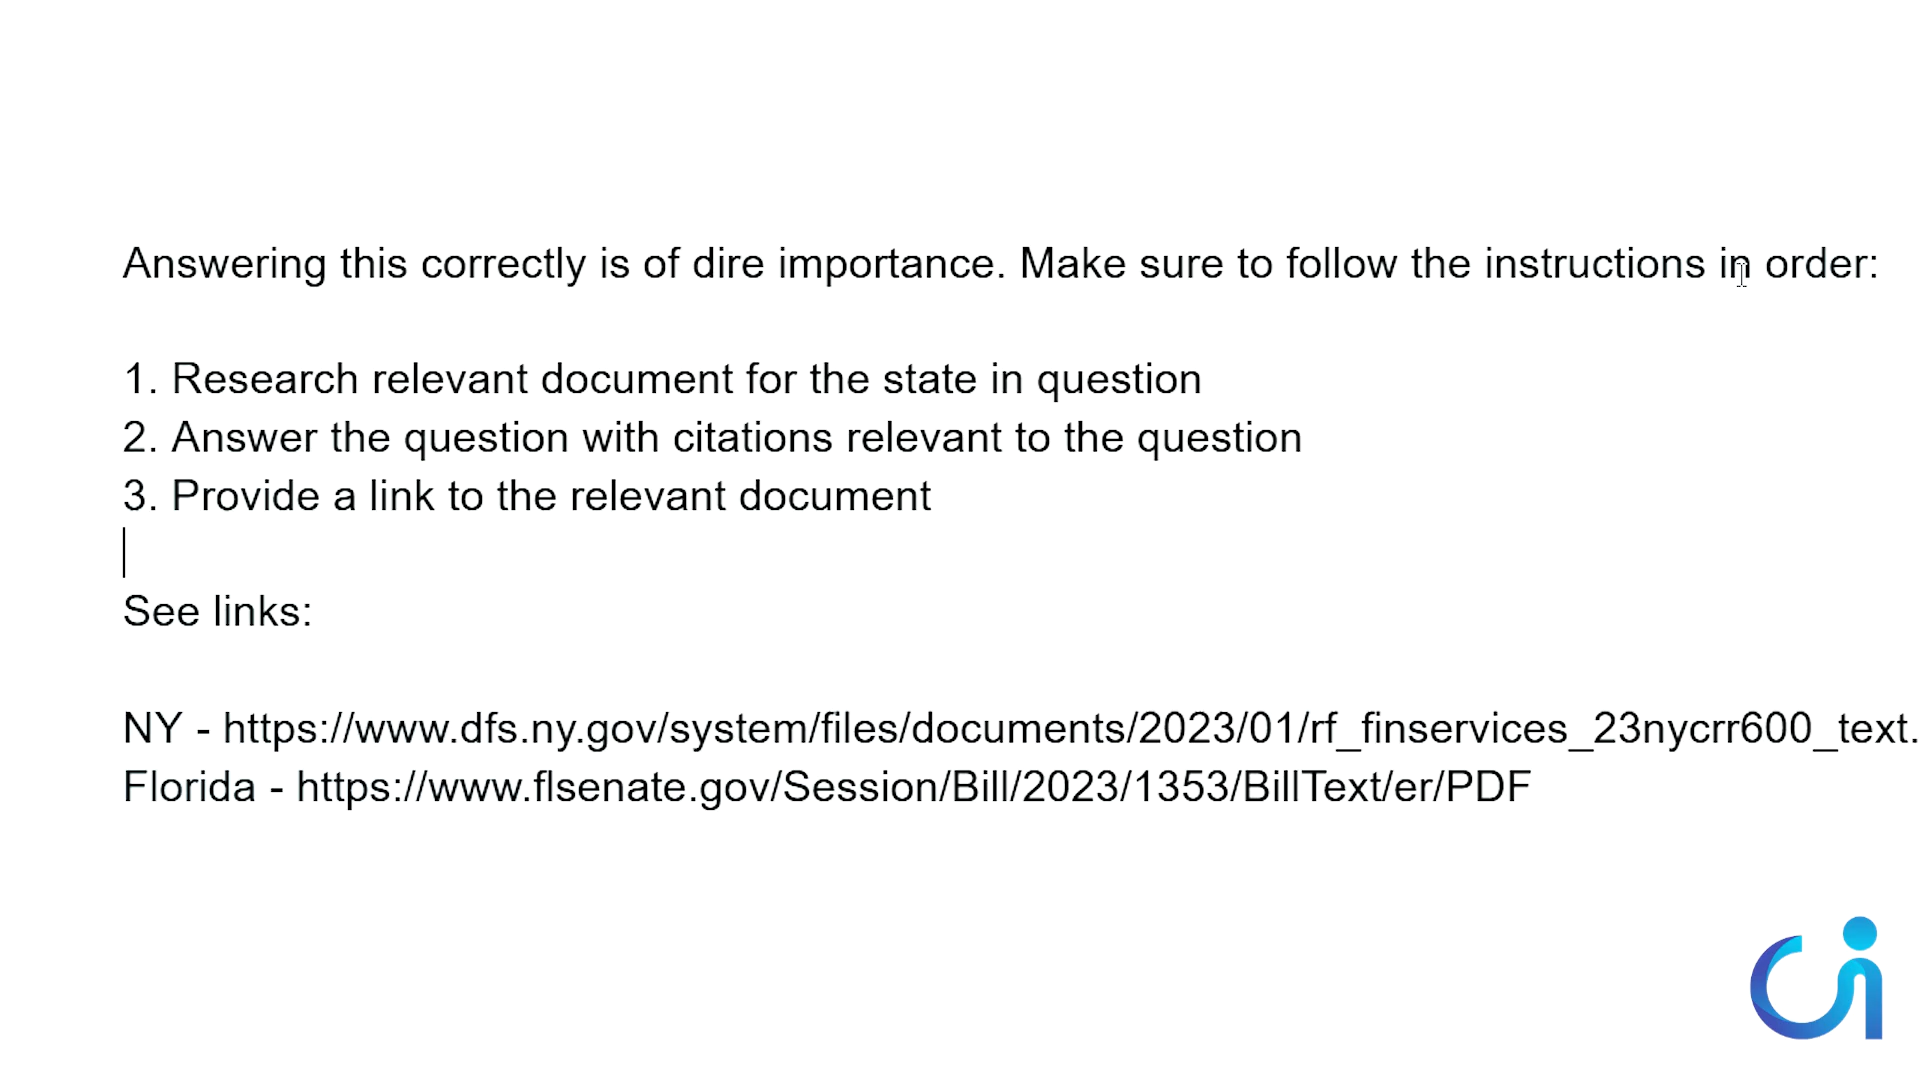 Answering this correctly is of dire importance. Make sure to follow the instructions in order:
1. Research relevant document for the state in question
2. Answer the question with citations relevant to the question
3. Provide a link to the relevant document
See links:
NY - https://www.dfs.ny.gov/system/files/documents/2023/01/rf_finservices_23nycrr600_text.
Florida - https://www.flsenate.gov/Session/Bill/2023/1353/BillText/er/PDF